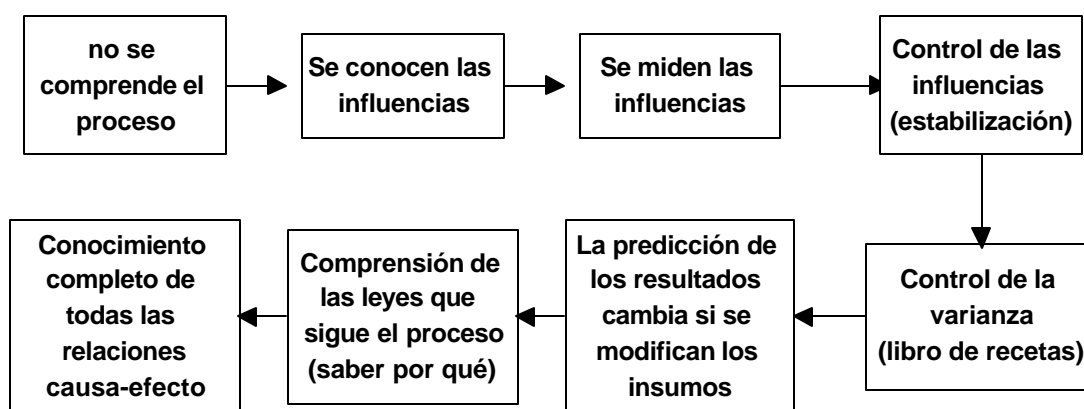 no se
comprende el
proceso
Se conocen las
influencias
Se miden las
influencias
Control de las
influencias
(estabilización)
Control de la
varianza
(libro de recetas)
La predicción de
los resultados
cambia si se
modifican los
insumos
Comprensión de
las leyes que
sigue el proceso
(saber por qué)
Conocimiento
completo de
todas las
relaciones
causa-efecto